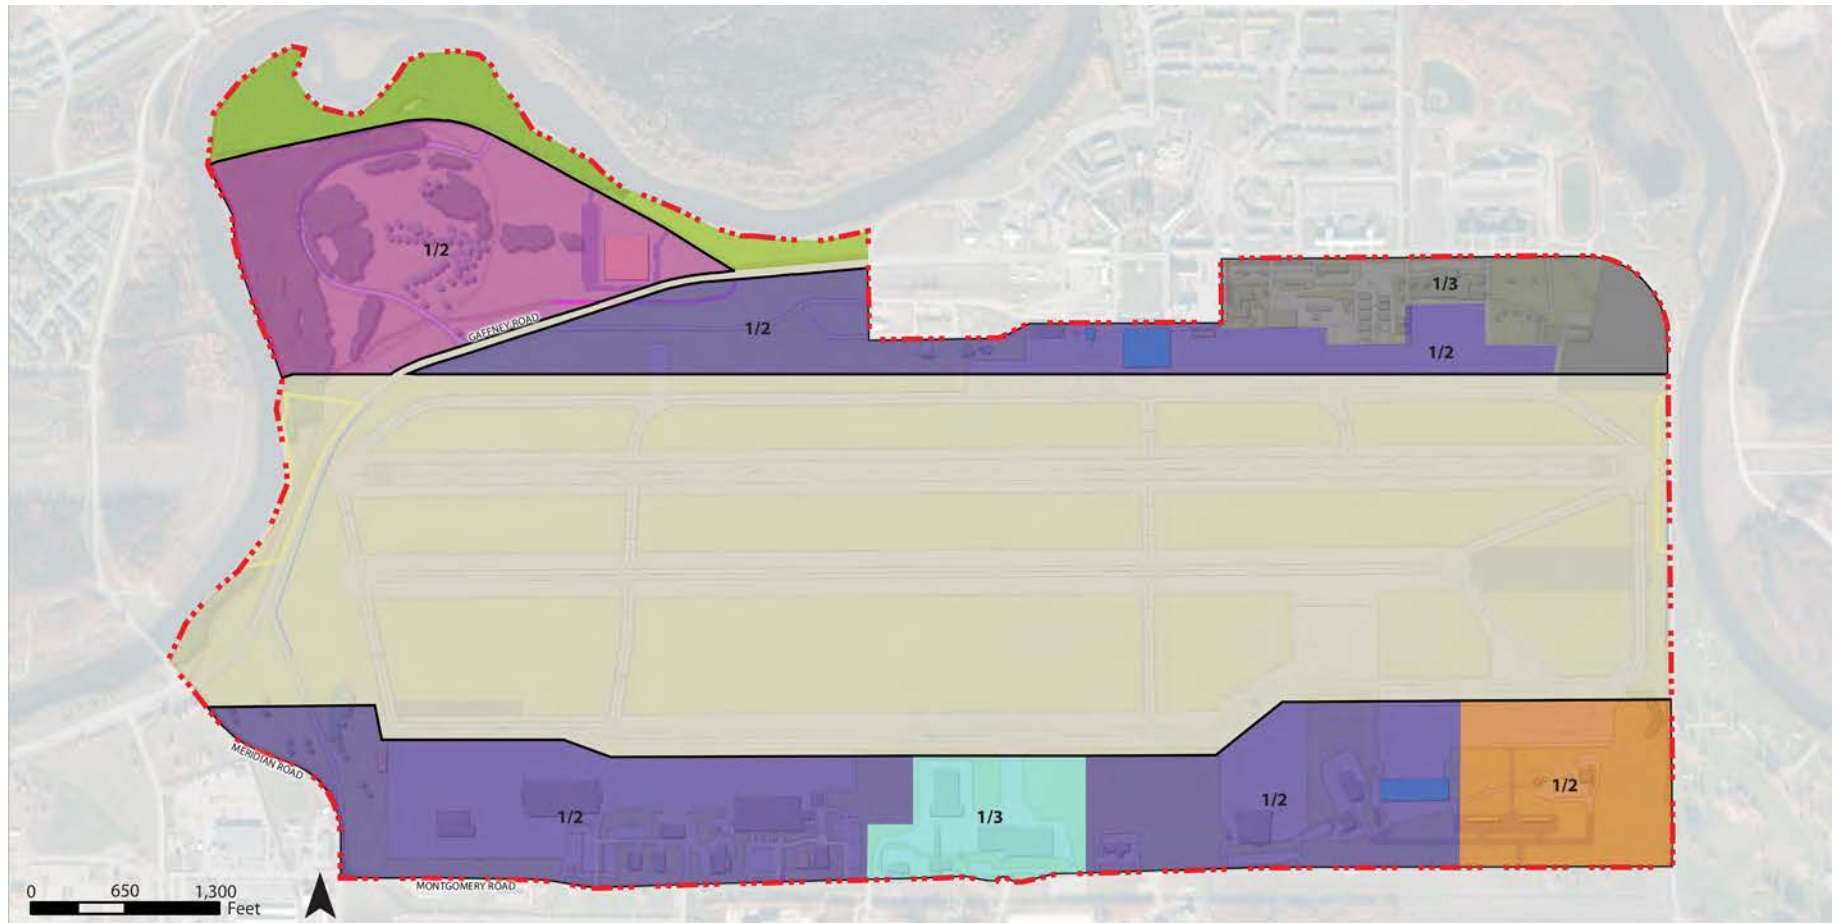 1/2
1/3
GAFFNEY ROAD
1/2
1/2
MERIDIAN ROAD
1/2
1/2
1/2
1/3
MONTGOMERY ROAD
0 650 1,300
Feet